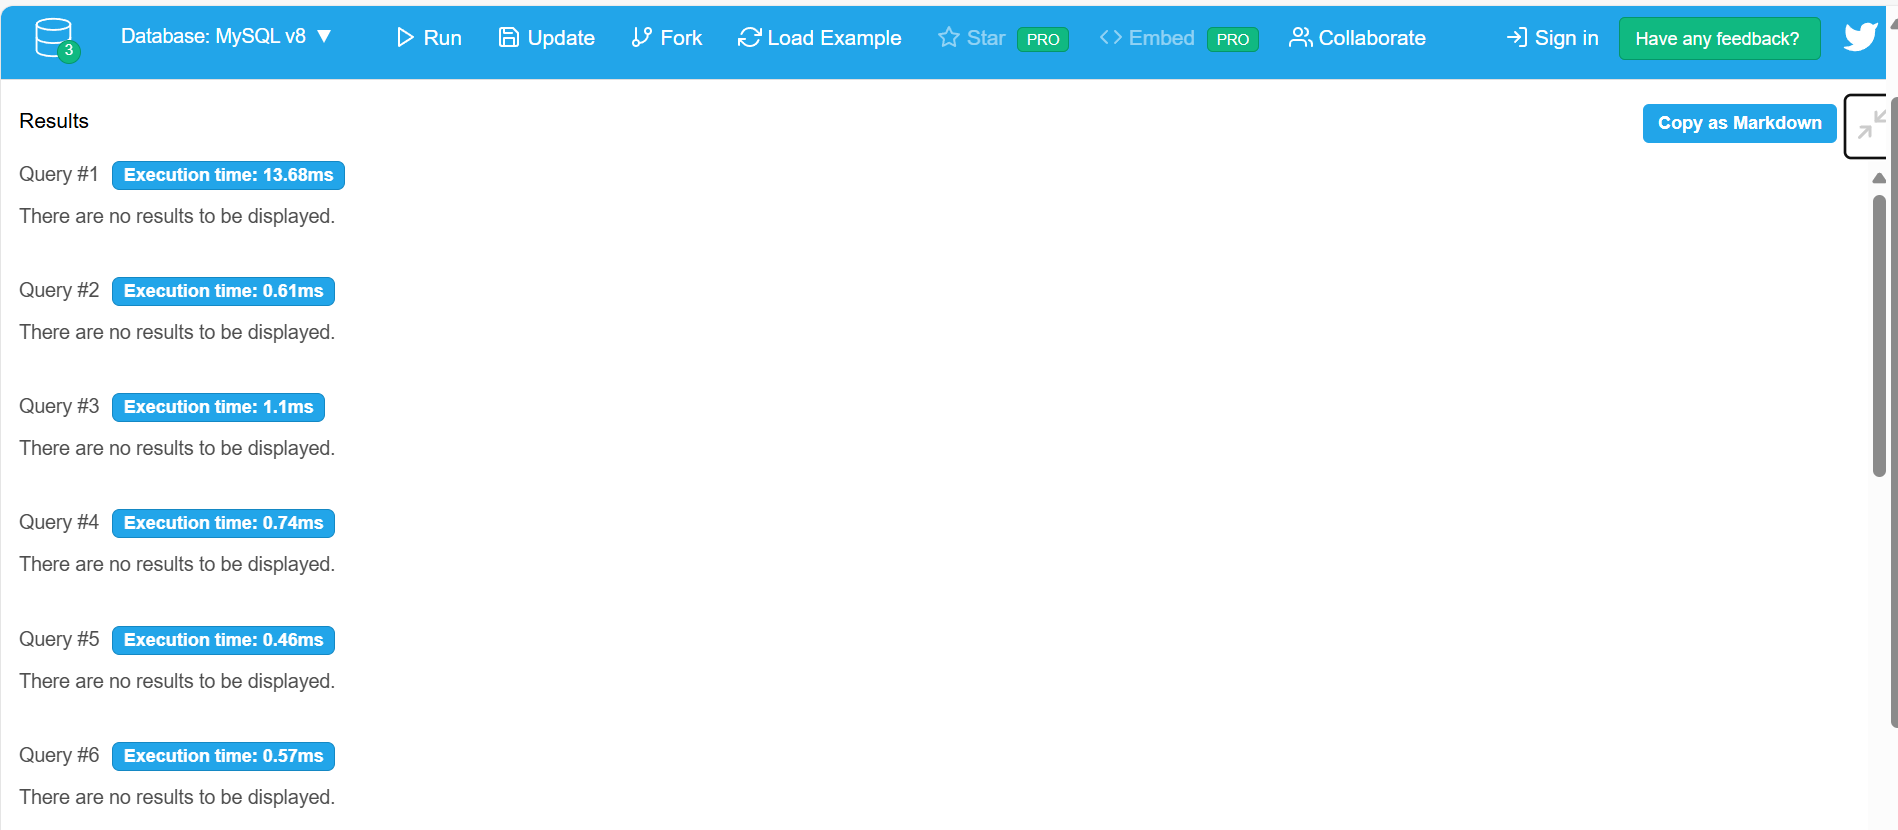 3 Database: MySQL v8 ▼ Run Update Fork Load Example Star PRO Embed PRO Collaborate Sign in Have any feedback?
Results Copy as Markdown
Query #1 Execution time: 13.68ms
There are no results to be displayed.
Query #2 Execution time: 0.61ms
There are no results to be displayed.
Query #3 Execution time: 1.1ms
There are no results to be displayed.
Query #4 Execution time: 0.74ms
There are no results to be displayed.
Query #5 Execution time: 0.46ms
There are no results to be displayed.
Query #6 Execution time: 0.57ms
There are no results to be displayed.